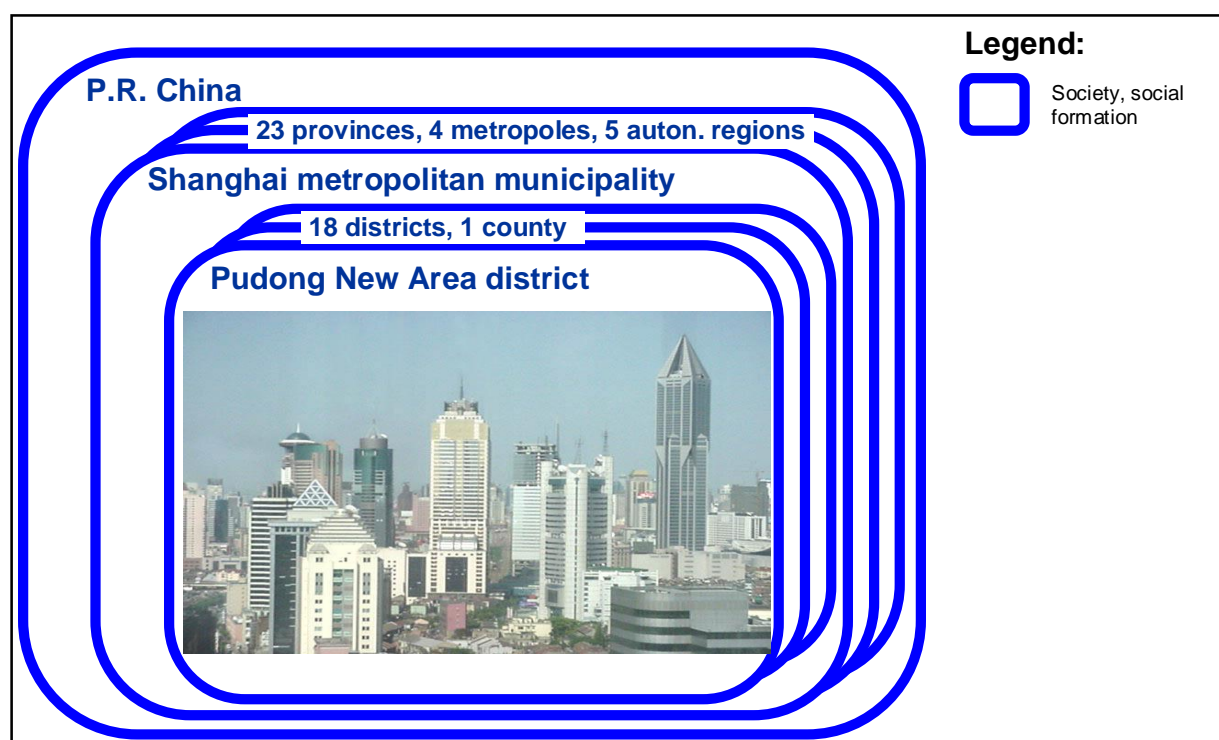 Legend:
P.R. China
Society, social
formation
23 provinces, 4 metropoles, 5 auton. regions
Shanghai metropolitan municipality
18 districts, 1 county
Pudong New Area district